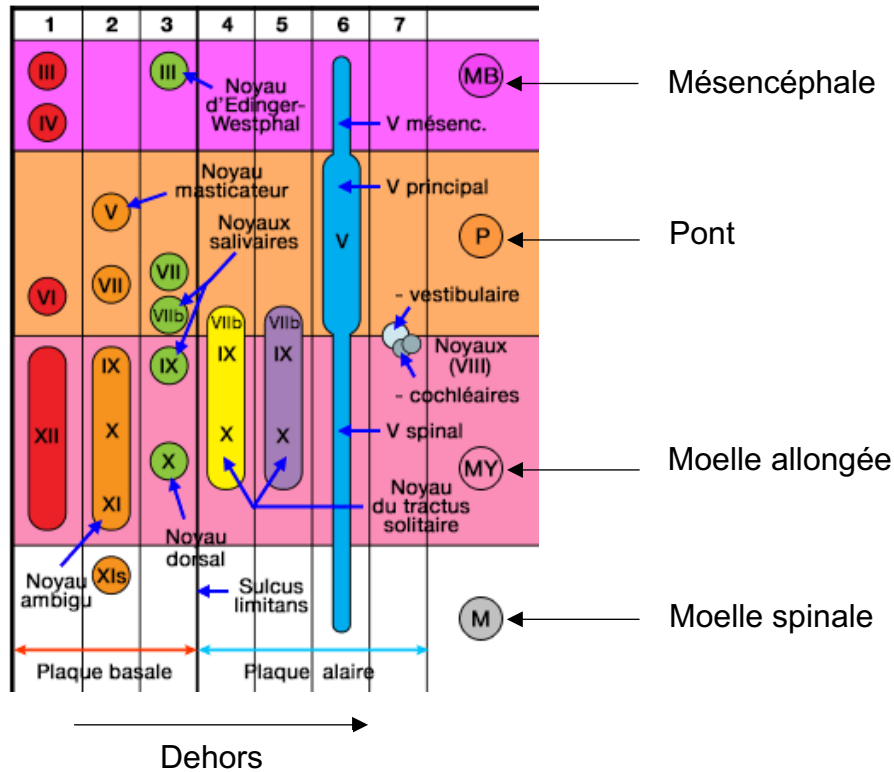 1 2 3 4 5 6 7
III
III
MB
Mésencéphale
Noyau
d'Edinger-
Westphal
IV
V mésenc.
Noyau
masticateur
V principal
V
Noyaux
salivaires
V
P
Pont
VII
VII
VI
VIIb
- vestibulaire
VIIb
VIIb
Noyaux
(VIII)
IX
IX
IX
IX
- cochléaires
XII
X
X
X
V spinal
X
MY
Moelle allongée
Noyau
du tractus
solitaire
XI
Noyau
dorsal
Noyau
ambigu
XIs
Sulcus
limitans
M
Moelle spinale
Plaque basale
Plaque alaire
Dehors